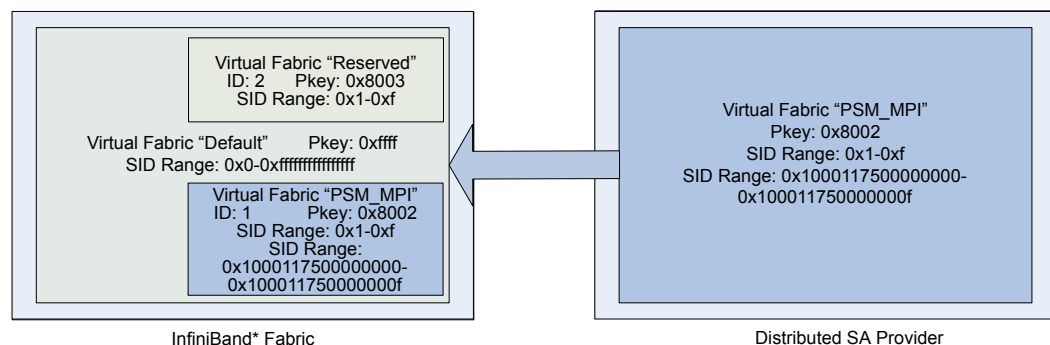 Virtual Fabric “Reserved”
ID: 2 Pkey: 0x8003
SID Range: 0x1-0xf
Virtual Fabric “Default” Pkey: 0xffff
SID Range: 0x0-0xffffffffffffffff
Virtual Fabric “PSM_MPI”
ID: 1 Pkey: 0x8002
SID Range: 0x1-0xf
SID Range:
0x1000117500000000-
0x100011750000000f
InfiniBand* Fabric
Virtual Fabric “PSM_MPI”
Pkey: 0x8002
SID Range: 0x1-0xf
SID Range: 0x1000117500000000-
0x100011750000000f
Distributed SA Provider